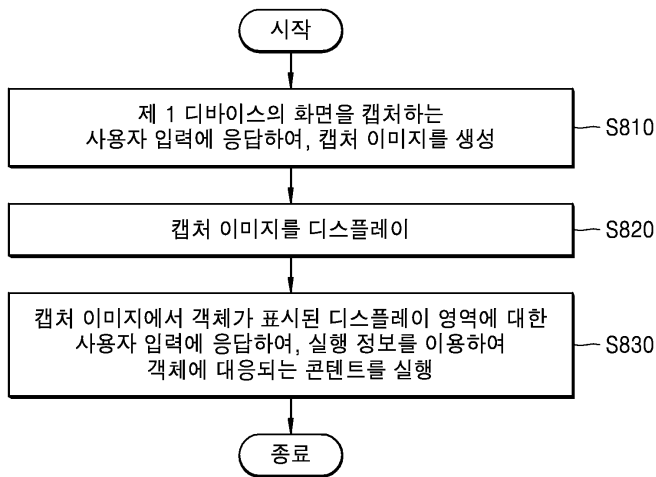 시작
제 1 디바이스의 화면을 캡처하는
사용자 입력에 응답하여, 캡처 이미지를 생성
S810
캡처 이미지를 디스플레이
S820
캡처 이미지에서 객체가 표시된 디스플레이 영역에 대한
사용자 입력에 응답하여, 실행 정보를 이용하여
객체에 대응되는 콘텐트를 실행
S830
종료